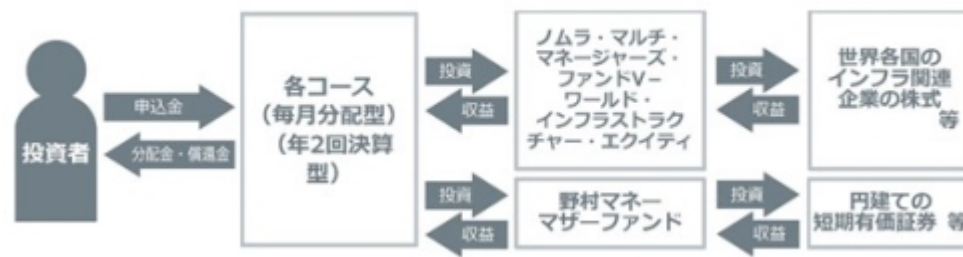 投資者
申込金
分配金・償還金
各コース
(毎月分配型)
(年2回決算
型)
投資
収益
ノムラ・マルチ・
マネージャーズ・
ファンドV－
ワールド・
インフラストラク
チャー・エクイティ
投資
収益
世界各国の
インフラ関連
企業の株式
等
投資
収益
野村マネー
マザーファンド
投資
収益
円建ての
短期有価証券 等